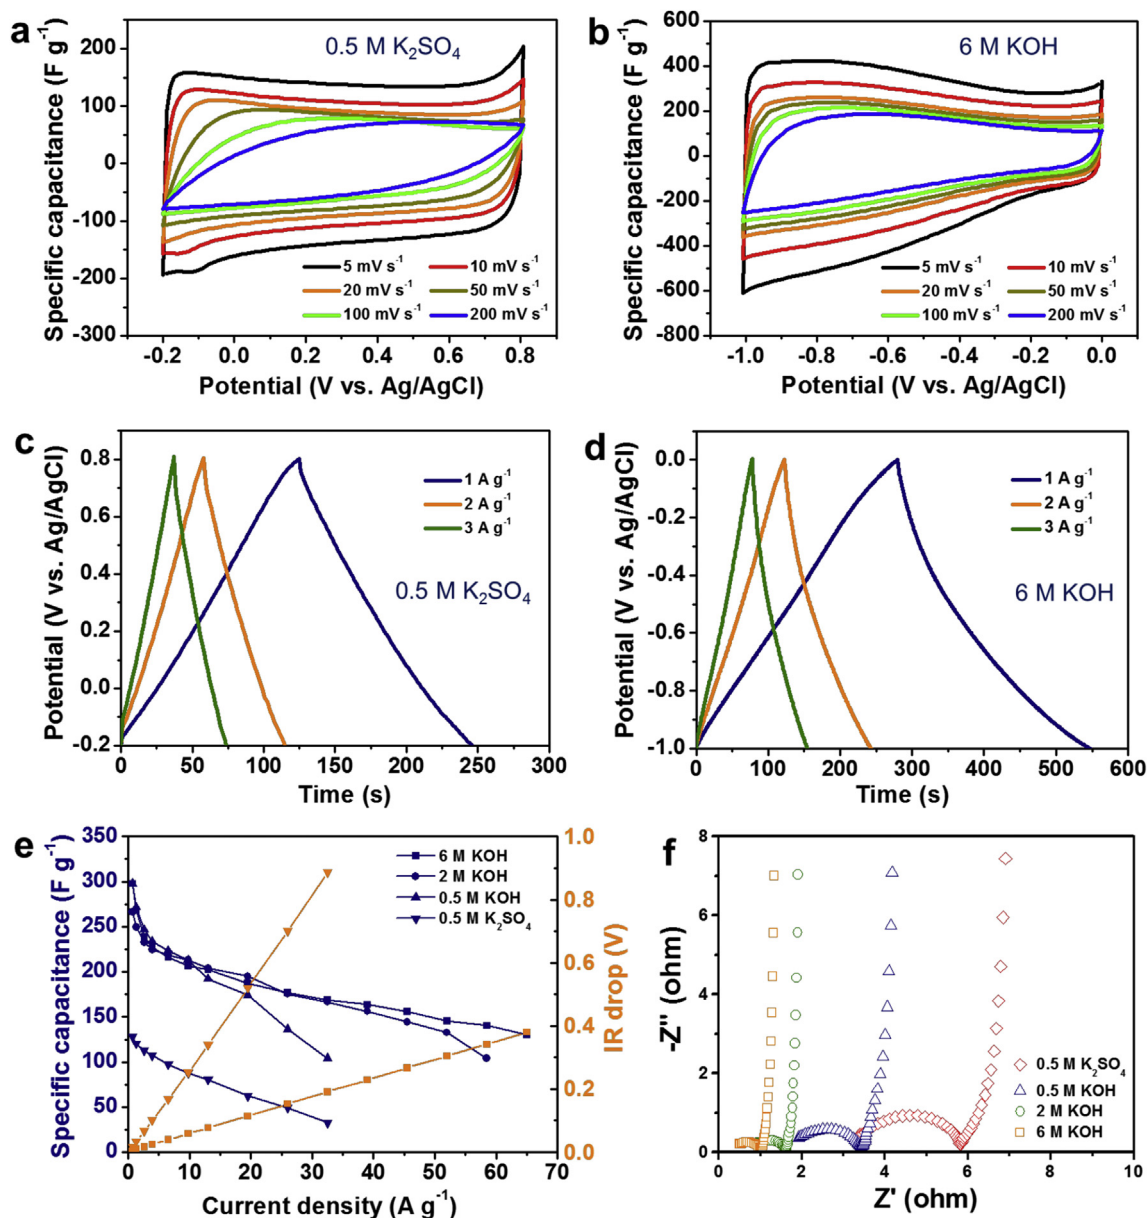 a
0.5 M K₂SO₄
Specific capacitance (F g⁻¹)
200
100
0
-100
-200
-300
5 mV s⁻¹ 10 mV s⁻¹
20 mV s⁻¹ 50 mV s⁻¹
100 mV s⁻¹ 200 mV s⁻¹
-0.2 0.0 0.2 0.4 0.6 0.8
Potential (V vs. Ag/AgCl)
b
6 M KOH
Specific capacitance (F g⁻¹)
600
400
200
0
-200
-400
-600
-800
5 mV s⁻¹ 10 mV s⁻¹
20 mV s⁻¹ 50 mV s⁻¹
100 mV s⁻¹ 200 mV s⁻¹
-1.0 -0.8 -0.6 -0.4 -0.2 0.0
Potential (V vs. Ag/AgCl)
c
Potential (V vs. Ag/AgCl)
0.8
0.6
0.4
0.2
0.0
-0.2
1 A g⁻¹
2 A g⁻¹
3 A g⁻¹
0.5 M K₂SO₄
0 50 100 150 200 250 300
Time (s)
d
Potential (V vs. Ag/AgCl)
0.0
-0.2
-0.4
-0.6
-0.8
-1.0
1 A g⁻¹
2 A g⁻¹
3 A g⁻¹
6 M KOH
0 100 200 300 400 500 600
Time (s)
e
Specific capacitance (F g⁻¹)
350
300
250
200
150
100
50
0
6 M KOH
2 M KOH
0.5 M KOH
0.5 M K₂SO₄
1.0
0.8
0.6
0.4
0.2
0.0
IR drop (V)
0 10 20 30 40 50 60 70
Current density (A g⁻¹)
f
-Z'' (ohm)
8
6
4
2
0
0.5 M K₂SO₄
0.5 M KOH
2 M KOH
6 M KOH
0 2 4 6 8 10
Z' (ohm)